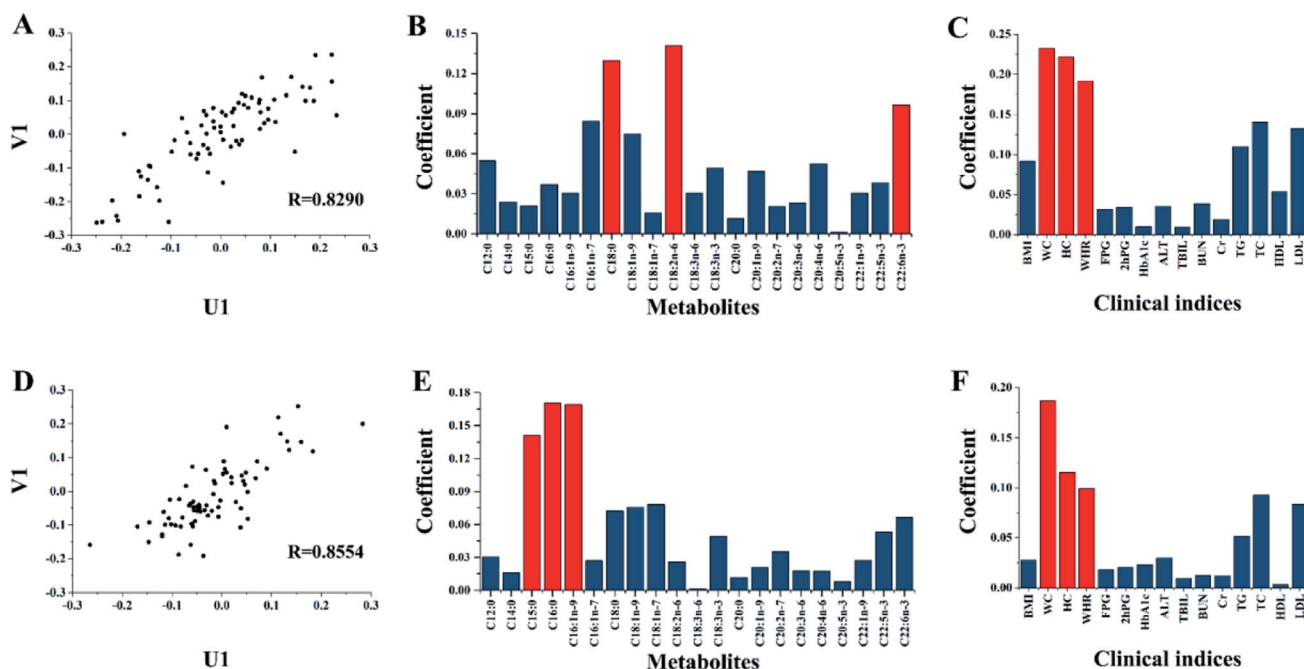 A
V1
0.3
0.2
0.1
0.0
-0.1
-0.2
-0.3
-0.3
-0.2
-0.1
0.0
0.1
0.2
0.3
R=0.8290
U1
B
Coefficient
0.15
0.12
0.09
0.06
0.03
0.00
C12:0
C14:0
C15:0
C16:0
C16:1n-9
C16:1n-7
C18:0
C18:1n-9
C18:1n-7
C18:2n-6
C18:3n-6
C18:3n-3
C20:0
C20:1n-9
C20:2n-7
C20:3n-6
C20:4n-6
C20:5n-3
C22:1n-9
C22:5n-3
C22:6n-3
Metabolites
C
Coefficient
0.25
0.20
0.15
0.10
0.05
0.00
BMI
WC
HC
WHR
FPG
2hPG
HbA1c
ALT
TBIL
BUN
Cr
TG
TC
HDL
LDL
Clinical indices
D
V1
0.3
0.2
0.1
0.0
-0.1
-0.2
-0.3
-0.3
-0.2
-0.1
0.0
0.1
0.2
0.3
R=0.8554
U1
E
Coefficient
0.18
0.15
0.12
0.09
0.06
0.03
0.00
C12:0
C14:0
C15:0
C16:0
C16:1n-9
C16:1n-7
C18:0
C18:1n-9
C18:1n-7
C18:2n-6
C18:3n-6
C18:3n-3
C20:0
C20:1n-9
C20:2n-7
C20:3n-6
C20:4n-6
C20:5n-3
C22:1n-9
C22:5n-3
C22:6n-3
Metabolites
F
Coefficient
0.20
0.15
0.10
0.05
0.00
BMI
WC
HC
WHR
FPG
2hPG
HbA1c
ALT
TBIL
BUN
Cr
TG
TC
HDL
LDL
Clinical indices